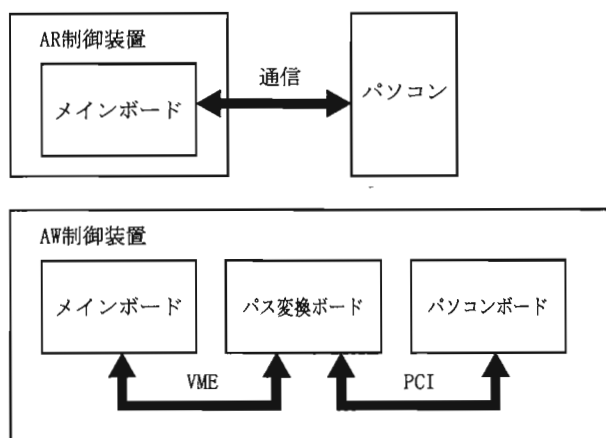 AR制御装置
メインボード
通信
パソコン
AW制御装置
メインボード
パス変換ボード
パソコンボード
VME
PCI